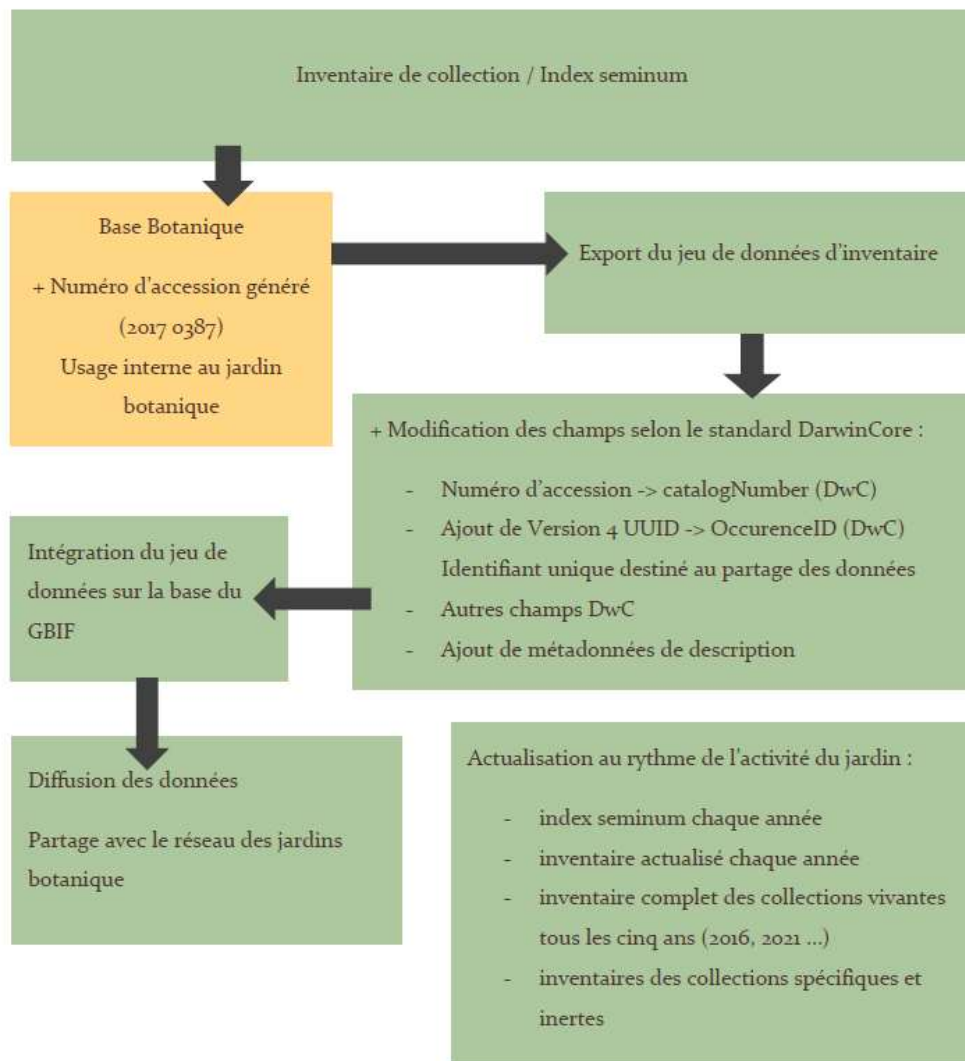 Inventaire de collection / Index seminum
Base Botanique
+ Numéro d'accession généré
(2017 0387)
Usage interne au jardin
botanique
Export du jeu de données d'inventaire
+ Modification des champs selon le standard DarwinCore :
- Numéro d'accession -> catalogNumber (DwC)
- Ajout de Version 4 UUID -> OccurenceID (DwC)
Identifiant unique destiné au partage des données
- Autres champs DwC
- Ajout de métadonnées de description
Intégration du jeu de
données sur la base du
GBIF
Diffusion des données
Partage avec le réseau des jardins
botanique
Actualisation au rythme de l'activité du jardin :
- index seminum chaque année
- inventaire actualisé chaque année
- inventaire complet des collections vivantes
tous les cinq ans (2016, 2021 ...)
- inventaires des collections spécifiques et
inertes